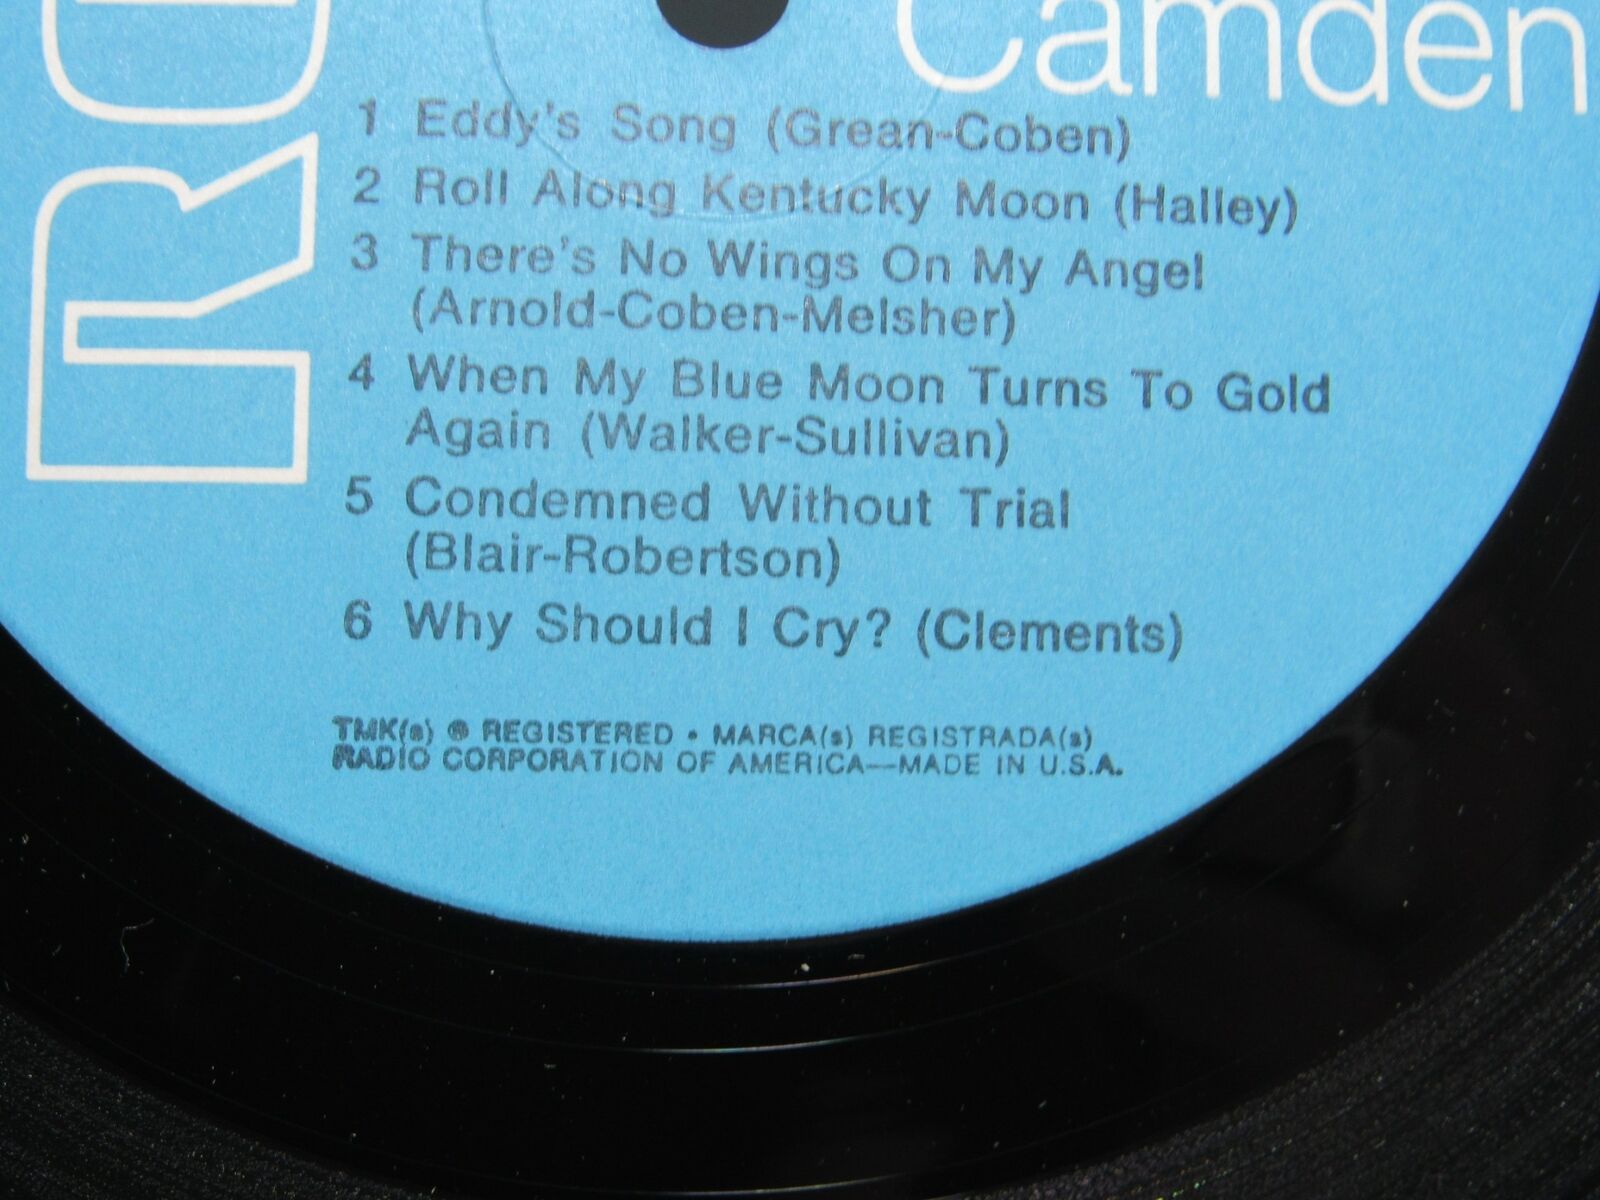 Camden
1 Eddy's Song (Grean-Coben)
2 Roll Along Kentucky Moon (Halley)
3 There's No Wings On My Angel
(Arnold-Coben-Melsher)
4 When My Blue Moon Turns To Gold
Again (Walker-Sullivan)
5 Condemned Without Trial
(Blair-Robertson)
6 Why Should I Cry? (Clements)
TMK(s) ® REGISTERED • MARCA(s) REGISTRADA(s)
RADIO CORPORATION OF AMERICA—MADE IN U.S.A.